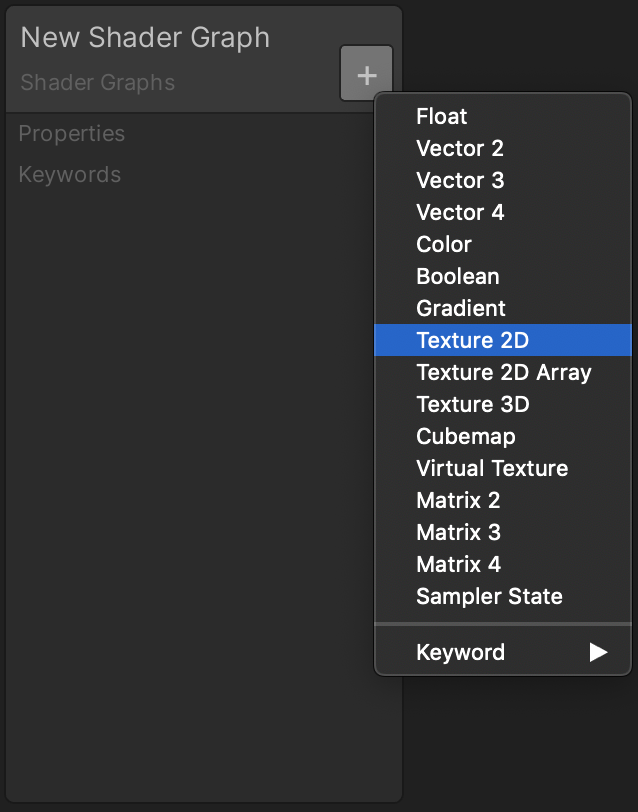 New Shader Graph
Shader Graphs
+
Properties
Keywords
Float
Vector 2
Vector 3
Vector 4
Color
Boolean
Gradient
Texture 2D
Texture 2D Array
Texture 3D
Cubemap
Virtual Texture
Matrix 2
Matrix 3
Matrix 4
Sampler State
Keyword